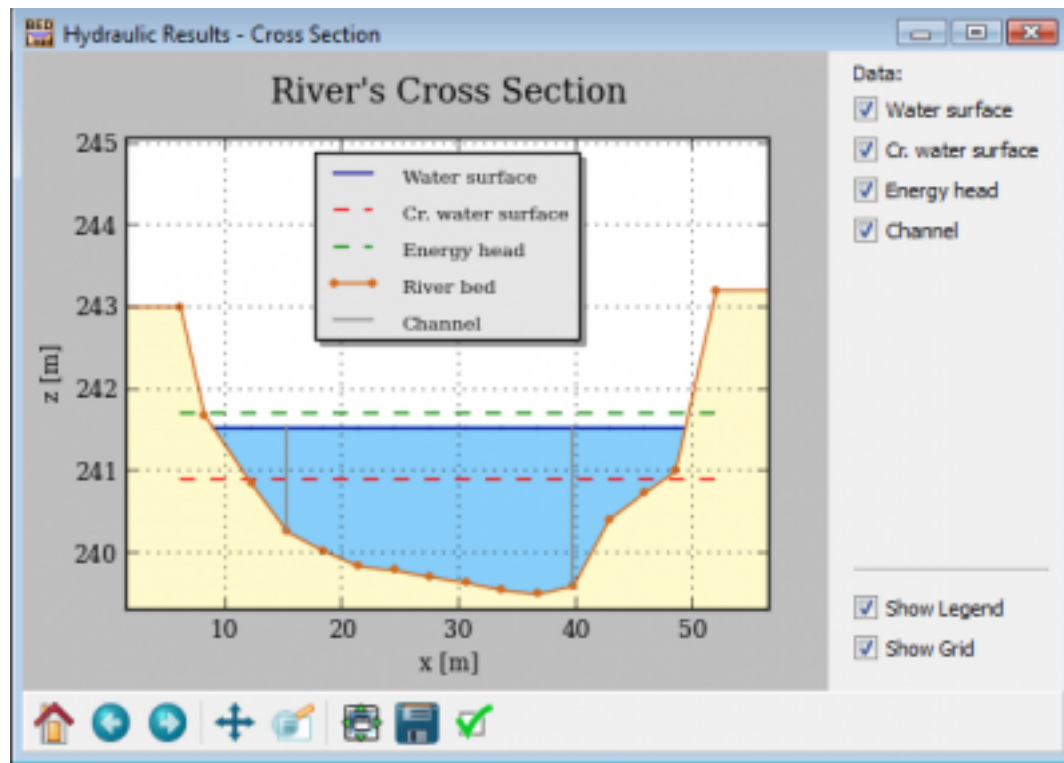 BED
Load
Hydraulic Results - Cross Section
River's Cross Section
245
244
243
242
241
240
z [m]
10 20 30 40 50
x [m]
Water surface
Cr. water surface
Energy head
River bed
Channel
Data:
Water surface
Cr. water surface
Energy head
Channel
Show Legend
Show Grid